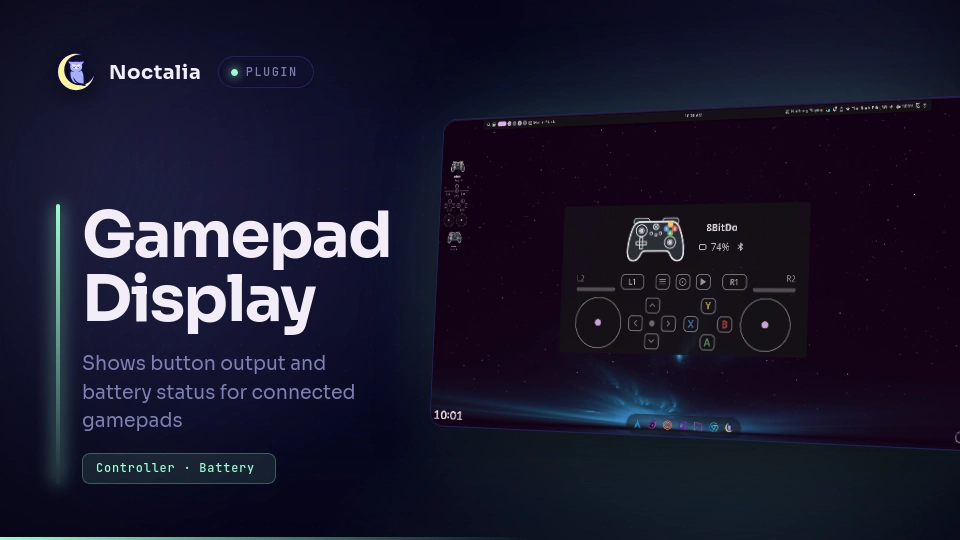 Noctalia
PLUGIN
Gamepad
Display
Shows button output and
battery status for connected
gamepads
Controller · Battery
8BitDo
74%
L2
L1
R1
R2
Y
X
B
A
10:01